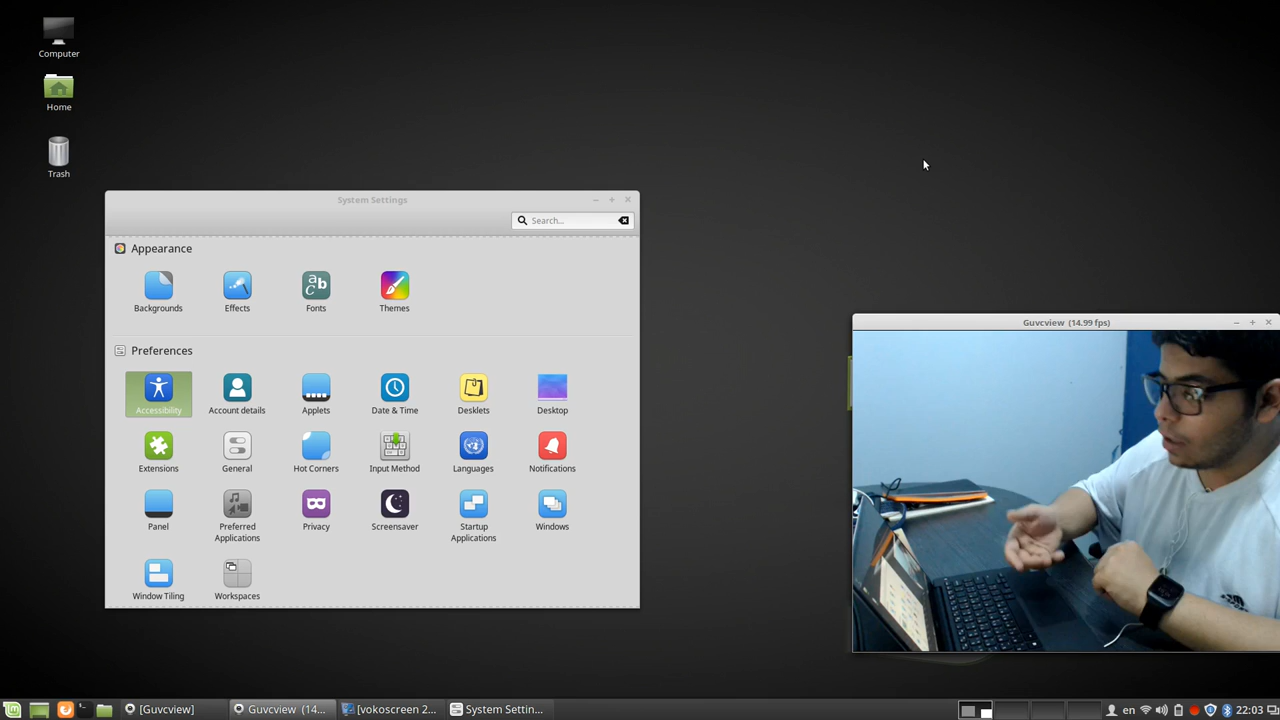 Computer
Home
Trash
System Settings
Search...
Appearance
Backgrounds
Effects
Fonts
Themes
Preferences
Accessibility
Account details
Applets
Date & Time
Desklets
Desktop
Extensions
General
Hot Corners
Input Method
Languages
Notifications
Panel
Preferred
Applications
Privacy
Screensaver
Startup
Applications
Windows
Window Tiling
Workspaces
Guvcview (14.99 fps)
[Guvcview]
Guvcview (14...
[vokoscreen 2...
System Settin...
en
22:03